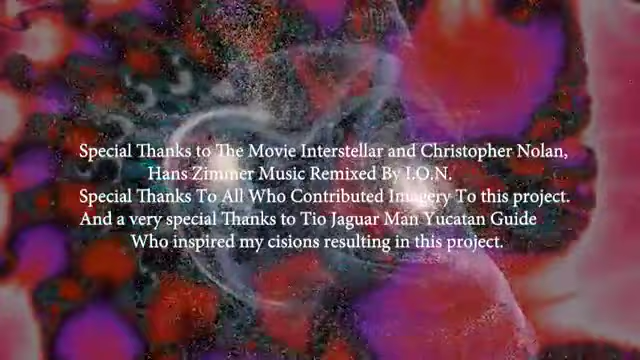 Special Thanks to The Movie Interstellar and Christopher Nolan,
Hans Zimmer Music Remixed By I.O.N.
Special Thanks To All Who Contributed Imagery To this project.
And a very special Thanks to Tio Jaguar Man Yucatan Guide
Who inspired my cisions resulting in this project.